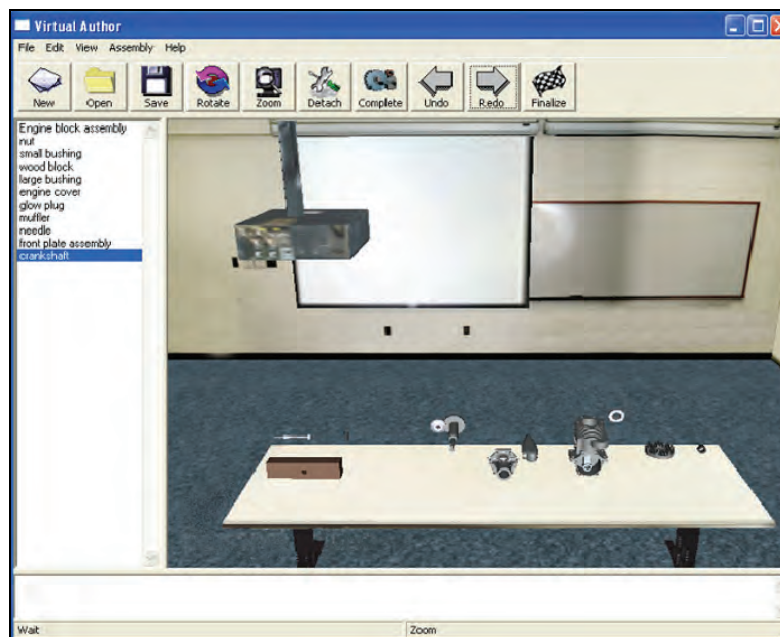 Virtual Author
File Edit View Assembly Help
New Open Save Rotate Zoom Detach Complete Undo Redo Finalize
Engine block assembly
nut
small bushing
wood block
large bushing
engine cover
glow plug
muffler
needle
front plate assembly
crankshaft
Wait Zoom